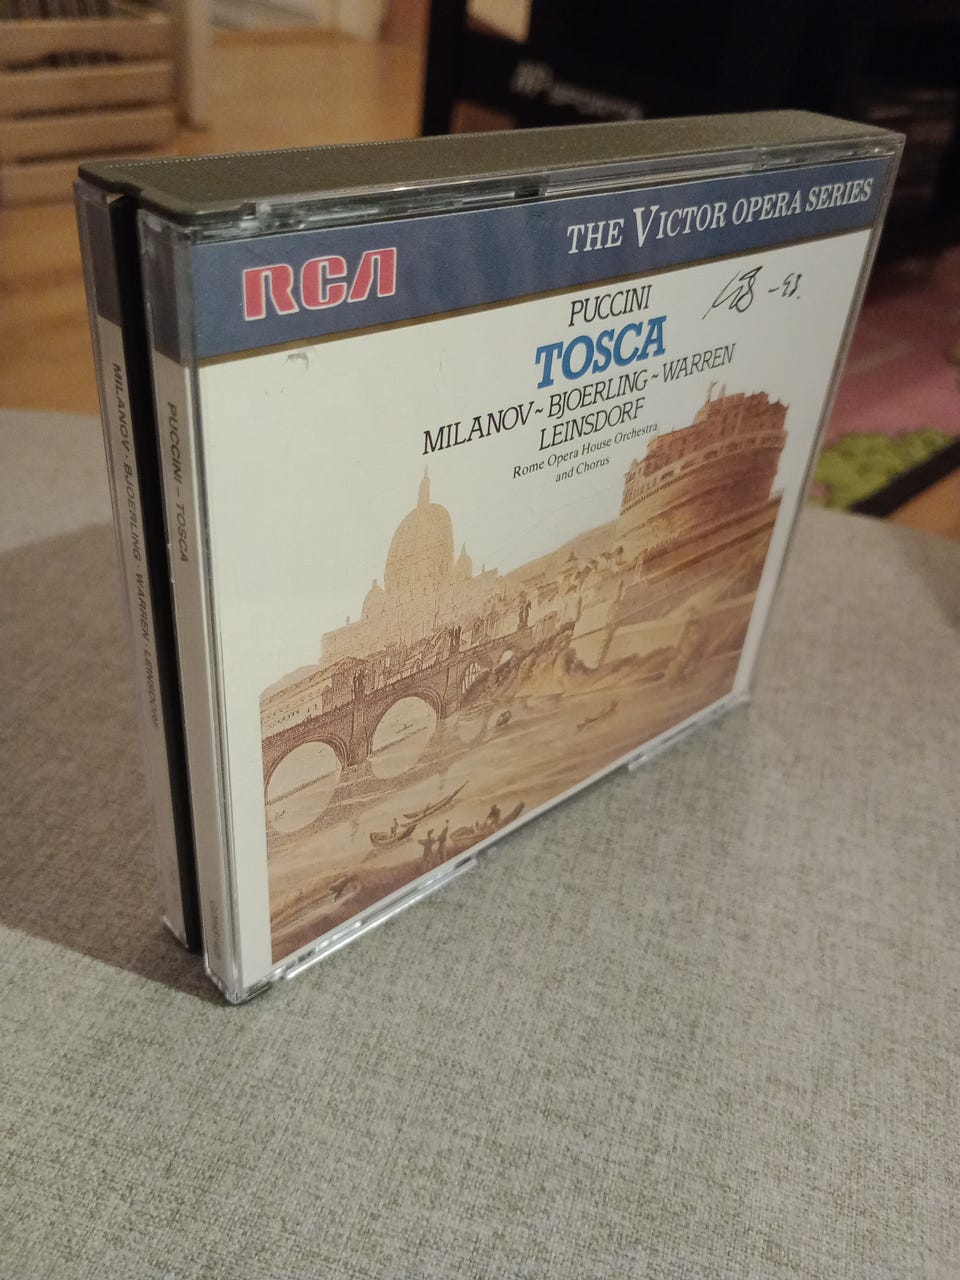 RCA
THE VICTOR OPERA SERIES
PUCCINI
TOSCA
MILANOV ~ BJOERLING ~ WARREN
LEINSDORF
Rome Opera House Orchestra
and Chorus
-93.
PUCCINI – TOSCA
MILANOV · BJOERLING · WARREN · LEINSDORF